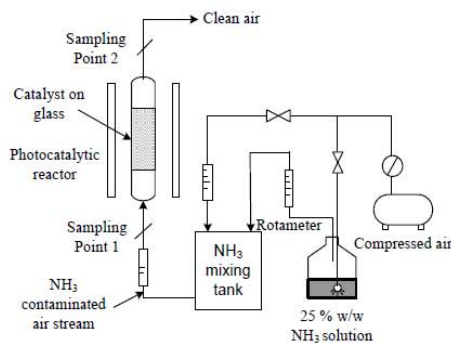 Clean air
Sampling
Point 2
Catalyst on
glass
Photocatalytic
reactor
Sampling
Point 1
NH3
contaminated
air stream
NH3
mixing
tank
Rotameter
Compressed air
25 % w/w
NH3 solution